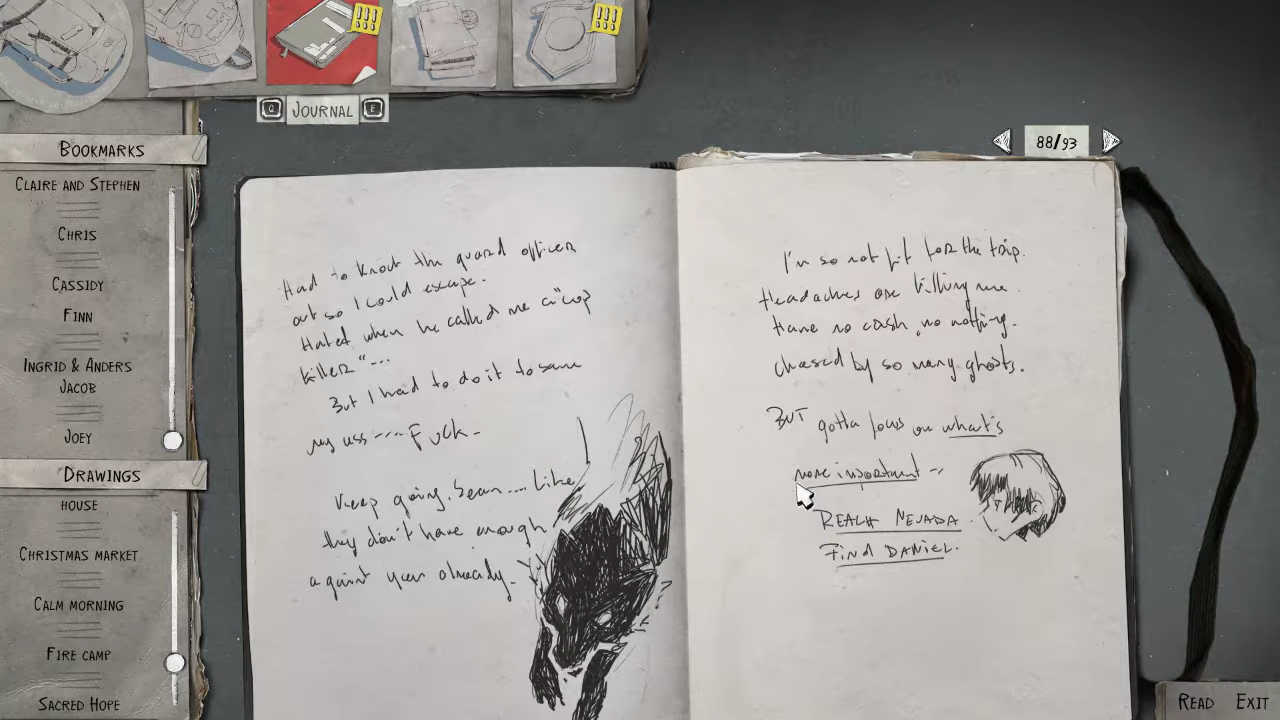 Q JOURNAL E
BOOKMARKS
CLAIRE AND STEPHEN
CHRIS
CASSIDY
FINN
INGRID & ANDERS
JACOB
JOEY
DRAWINGS
HOUSE
CHRISTMAS MARKET
CALM MORNING
FIRE CAMP
SACRED HOPE
88/93
Had to knock the guard officer
out so I could escape.
Hated when he called me a "cop
killer"...
But I had to do it to save
my ass ---- Fuck -
Keep going, Sean .... Like
they don't have enough
against you already.
I'm so not fit for the trip.
Headaches are killing me.
Have no cash, no nothing.
chased by so many ghosts.
BUT gotta focus on what's
more important --
REACH NEVADA.
FIND DANIEL.
READ EXIT